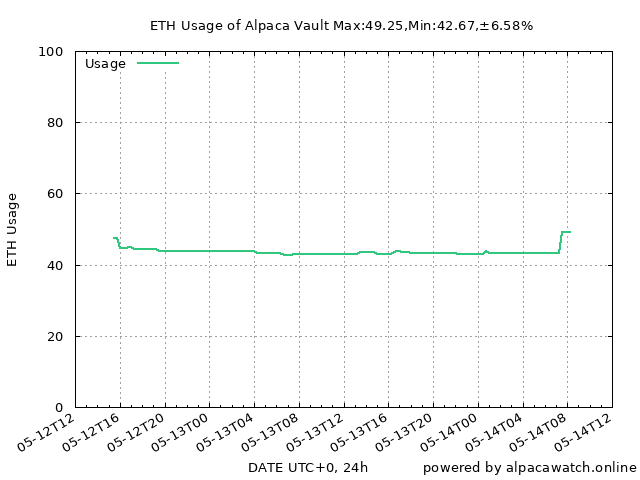 ETH Usage of Alpaca Vault Max:49.25,Min:42.67,±6.58%
Usage
100
80
60
40
20
0
ETH Usage
05-12T12
05-12T16
05-12T20
05-13T00
05-13T04
05-13T08
05-13T12
05-13T16
05-13T20
05-14T00
05-14T04
05-14T08
05-14T12
DATE UTC+0, 24h
powered by alpacawatch.online